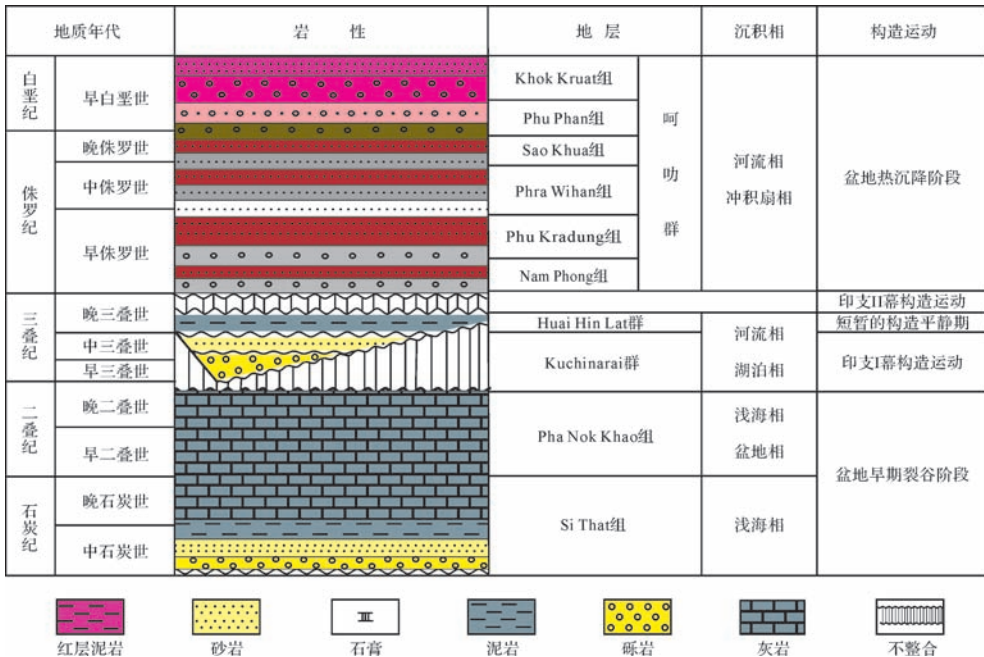 地质年代 岩性 地层 沉积相 构造运动
白垩纪
早白垩世
Khok Kruat组
Phu Phan组
侏罗纪
晚侏罗世
Sao Khua组
中侏罗世
Phra Wihan组
早侏罗世
Phu Kradung组
Nam Phong组
呵叻群
河流相
冲积扇相
盆地热沉降阶段
三叠纪
晚三叠世
印支II幕构造运动
Huai Hin Lat群
短暂的构造平静期
中三叠世
早三叠世
Kuchinarai群
河流相
湖泊相
印支I幕构造运动
二叠纪
晚二叠世
早二叠世
Pha Nok Khao组
浅海相
盆地相
盆地早期裂谷阶段
石炭纪
晚石炭世
中石炭世
Si That组
浅海相
红层泥岩 砂岩 石膏 泥岩 砾岩 灰岩 不整合